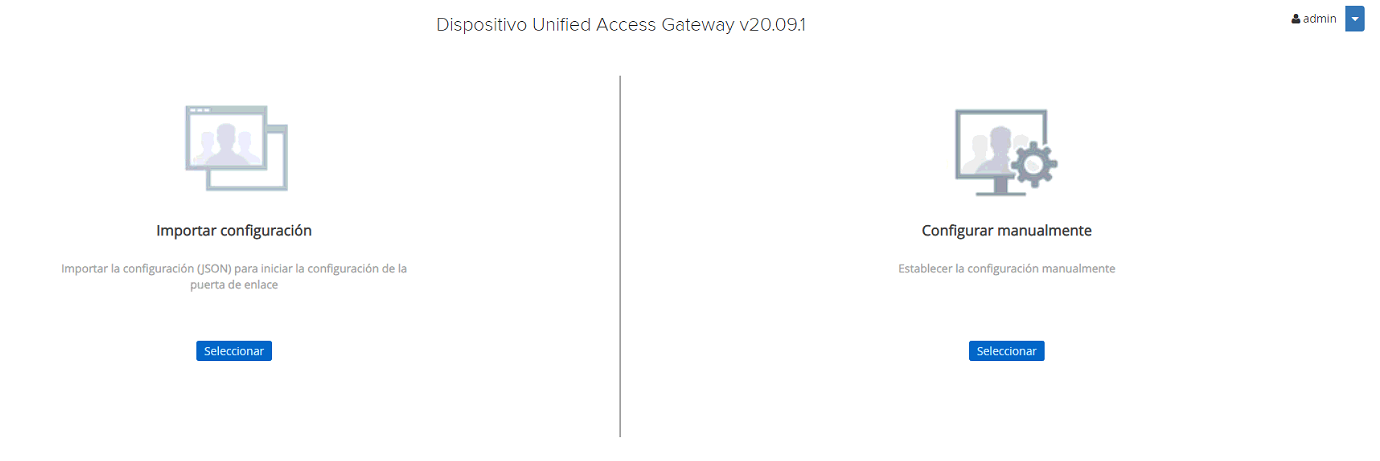 Dispositivo Unified Access Gateway v20.09.1
admin
Importar configuración
Importar la configuración (JSON) para iniciar la configuración de la
puerta de enlace
Seleccionar
Configurar manualmente
Establecer la configuración manualmente
Seleccionar